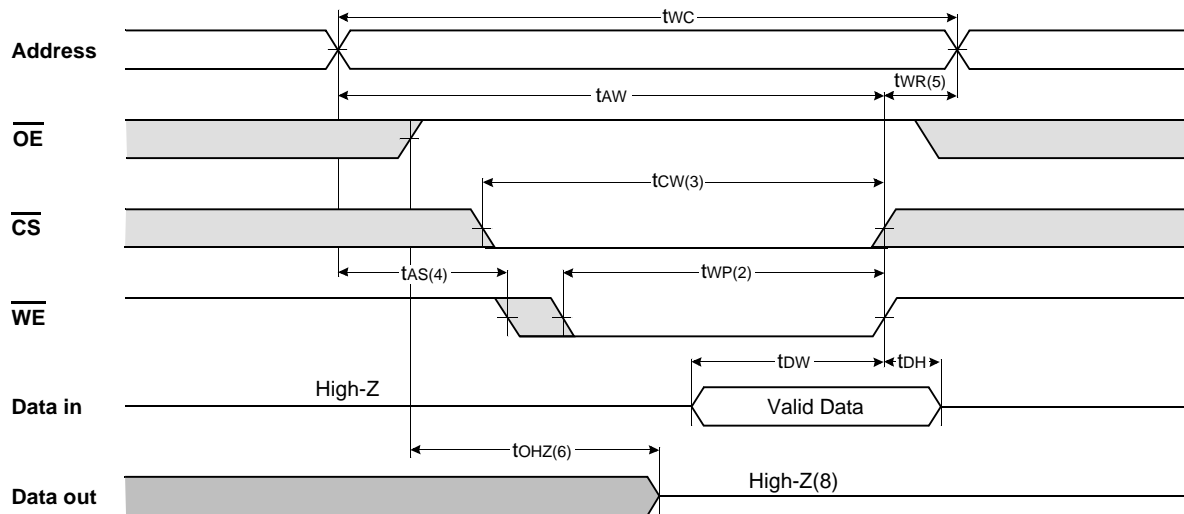 tWC
Address
tWR(5)
tAW
OE
tCW(3)
CS
tAS(4)
tWP(2)
WE
tDW
tDH
High-Z
Data in
Valid Data
tOHZ(6)
High-Z(8)
Data out